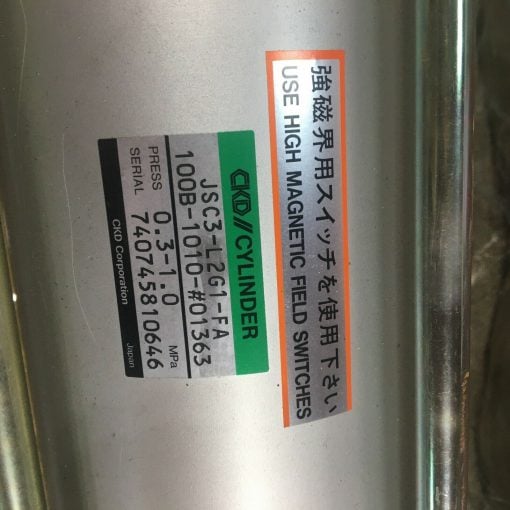 強磁界用スイッチを使用下さい
USE HIGH MAGNETIC FIELD SWITCHES
CKD//CYLINDER
JSC3-L2G1-FA
100B-1010-#01363
PRESS 0.3-1.0 MPa
SERIAL 740745810646
CKD Corporation Japan